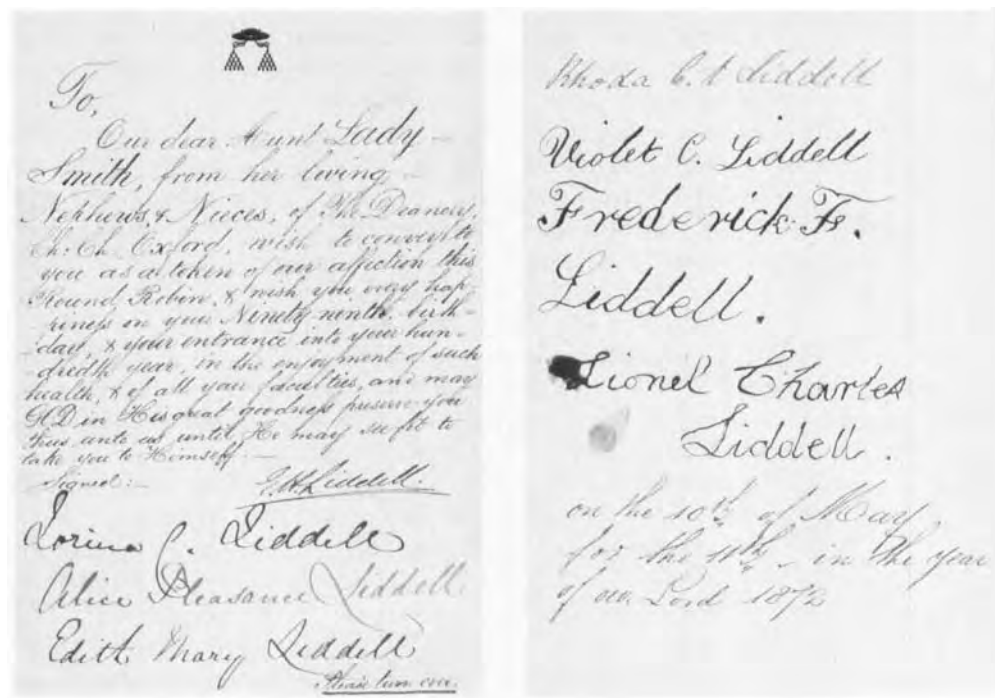 To,
Our dear Aunt Lady
Smith, from her loving
Nephews, & Nieces, of The Deanery,
Ch: Ch. Oxford, wish to convey to
you as a token of our affection this
Round Robin, & wish you every hap-
-piness on your Ninety-ninth birth-
-day, & your entrance into your hun-
-dredth year, in the enjoyment of such
health, & of all your faculties, and may
GOD in His great goodness preserve you
thus unto us until He may see fit to
take you to Himself.—
Signed:—
E. H. Liddell.
Lorina C. Liddell
Alice Pleasance Liddell
Edith Mary Liddell
Please turn over.
Rhoda C. A Liddell
Violet C. Liddell
Frederick F.
Liddell.
Lionel Charles
Liddell.
on the 10th of May
for the 11th - in the year
of our Lord 1872